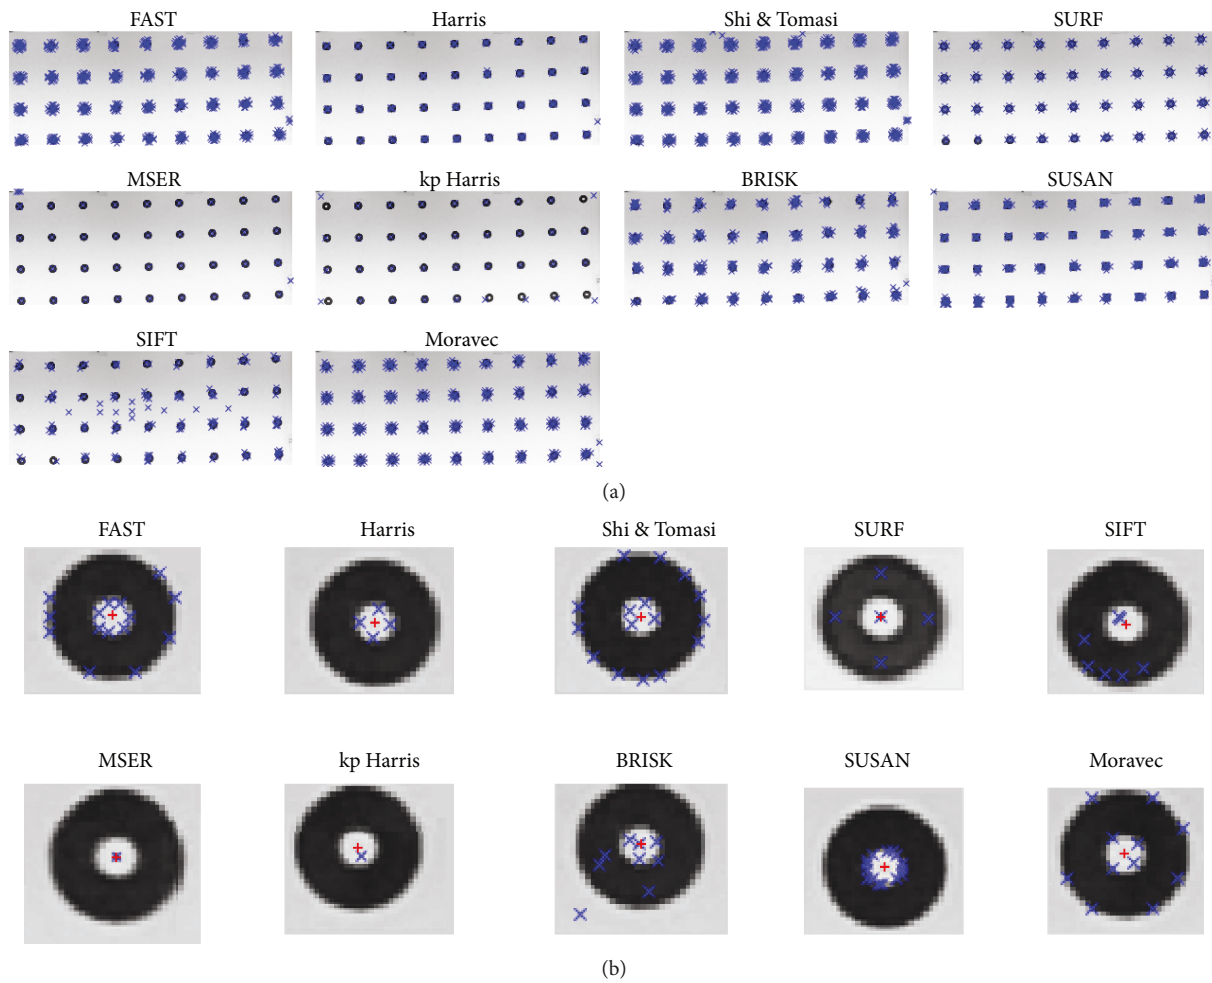 FAST Harris Shi & Tomasi SURF
MSER kp Harris BRISK SUSAN
SIFT Moravec
(a)
FAST Harris Shi & Tomasi SURF SIFT
MSER kp Harris BRISK SUSAN Moravec
(b)